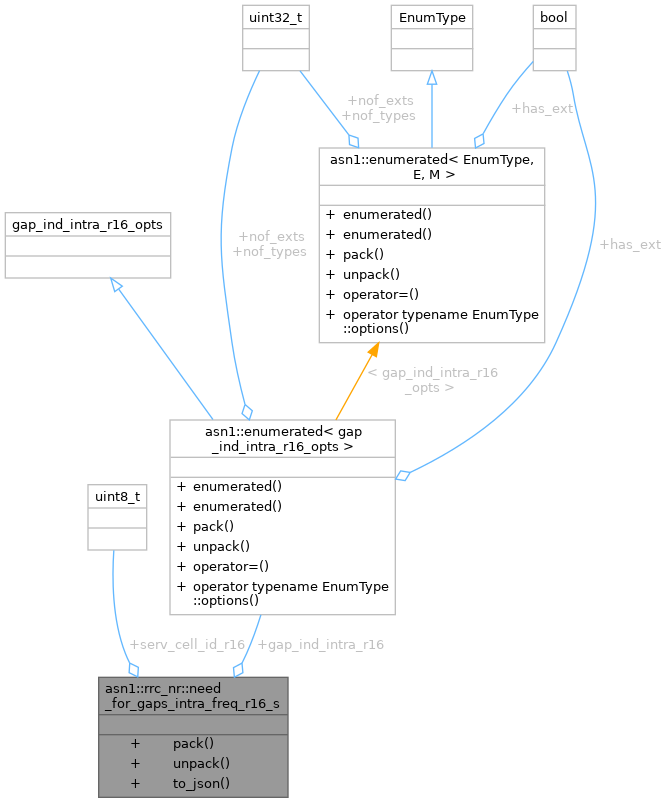 uint32_t
EnumType
bool
+nof_exts
+nof_types
+has_ext
asn1::enumerated< EnumType,
E, M >
+ enumerated()
+ enumerated()
+ pack()
+ unpack()
+ operator=()
+ operator typename EnumType
::options()
gap_ind_intra_r16_opts
+nof_exts
+nof_types
+has_ext
< gap_ind_intra_r16
_opts >
asn1::enumerated< gap
_ind_intra_r16_opts >
+ enumerated()
+ enumerated()
+ pack()
+ unpack()
+ operator=()
+ operator typename EnumType
::options()
uint8_t
+serv_cell_id_r16
+gap_ind_intra_r16
asn1::rrc_nr::need
_for_gaps_intra_freq_r16_s
+ pack()
+ unpack()
+ to_json()